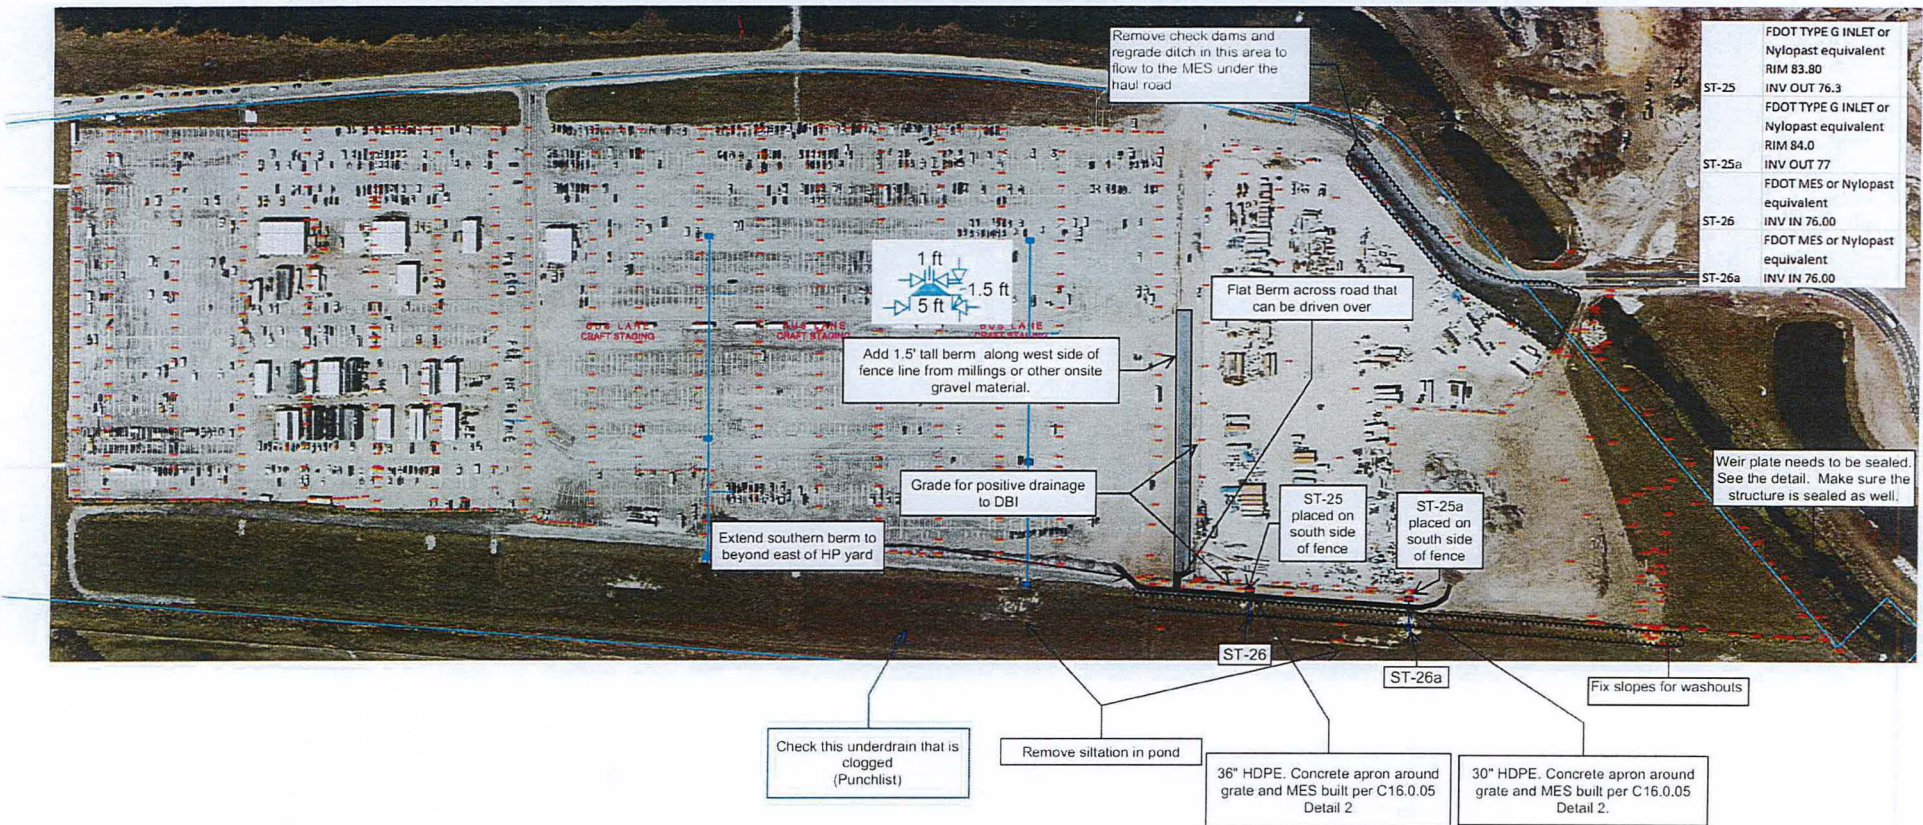 Remove check dams and
regrade ditch in this area to
flow to the MES under the
haul road
FDOT TYPE G INLET or
Nylopast equivalent
RIM 83.80
ST-25 INV OUT 76.3
FDOT TYPE G INLET or
Nylopast equivalent
RIM 84.0
ST-25a INV OUT 77
FDOT MES or Nylopast
equivalent
ST-26 INV IN 76.00
FDOT MES or Nylopast
equivalent
ST-26a INV IN 76.00
1 ft
1.5 ft
5 ft
Flat Berm across road that
can be driven over
BUS LANE
CRAFT STAGING
BUS LANE
CRAFT STAGING
BUS LANE
CRAFT STAGING
Add 1.5' tall berm along west side of
fence line from millings or other onsite
gravel material.
Weir plate needs to be sealed.
See the detail. Make sure the
structure is sealed as well.
Grade for positive drainage
to DBI
ST-25
placed on
south side
of fence
ST-25a
placed on
south side
of fence
Extend southern berm to
beyond east of HP yard
ST-26
ST-26a
Fix slopes for washouts
Check this underdrain that is
clogged
(Punchlist)
Remove siltation in pond
36" HDPE. Concrete apron around
grate and MES built per C16.0.05
Detail 2
30" HDPE. Concrete apron around
grate and MES built per C16.0.05
Detail 2.